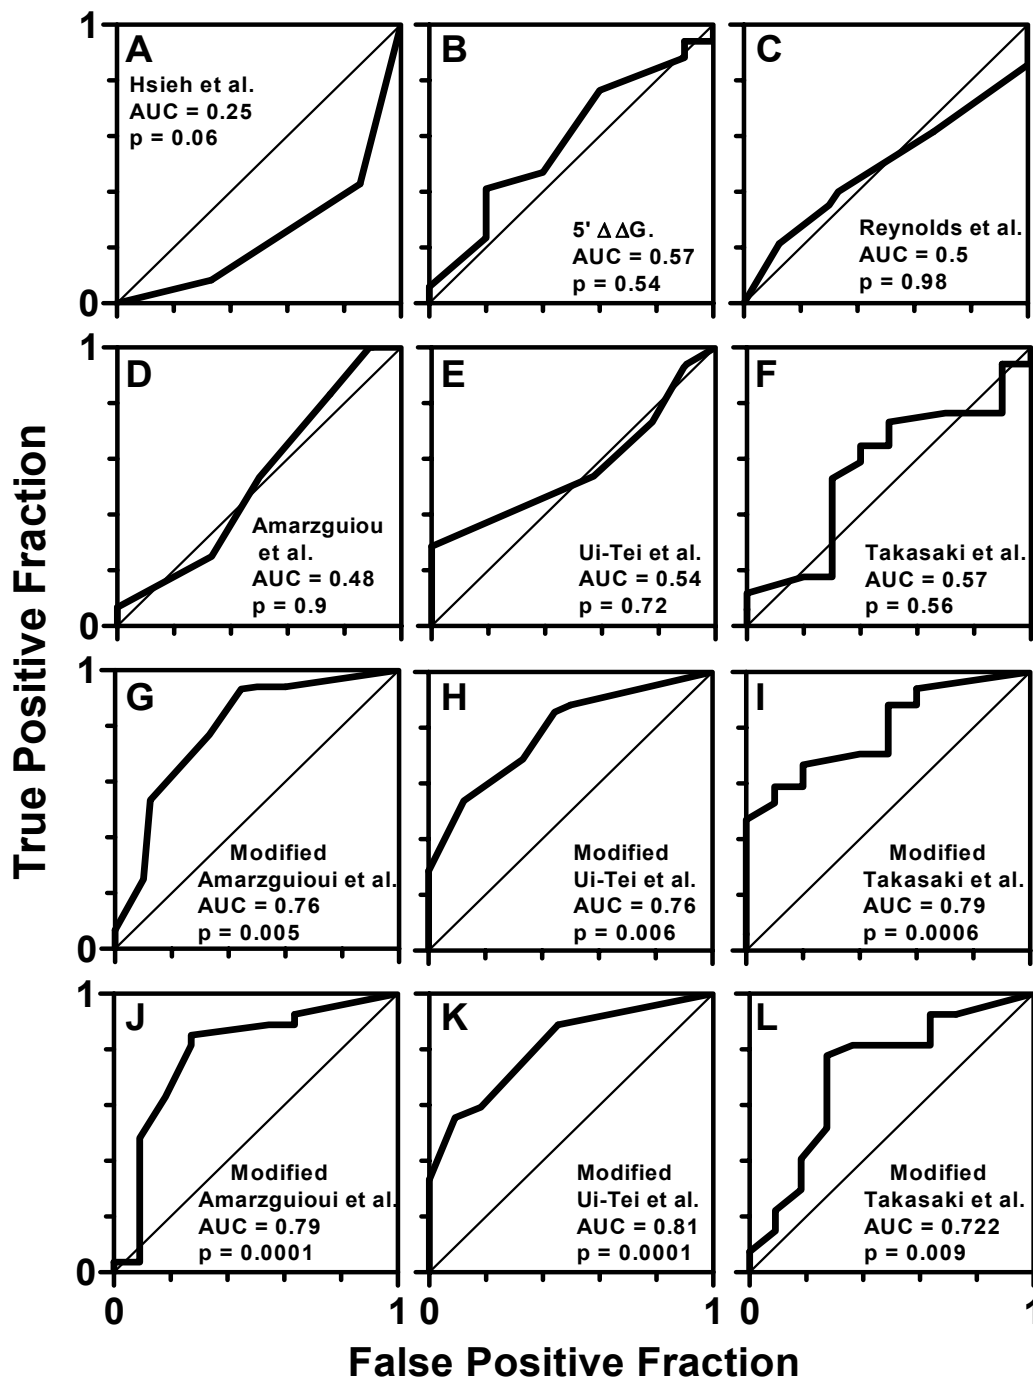 True Positive Fraction
1
0
A
Hsieh et al.
AUC = 0.25
p = 0.06
B
5' Δ ΔG.
AUC = 0.57
p = 0.54
C
Reynolds et al.
AUC = 0.5
p = 0.98
1
0
D
Amarzguiou
et al.
AUC = 0.48
p = 0.9
E
Ui-Tei et al.
AUC = 0.54
p = 0.72
F
Takasaki et al.
AUC = 0.57
p = 0.56
1
0
G
Modified
Amarzguioui et al.
AUC = 0.76
p = 0.005
H
Modified
Ui-Tei et al.
AUC = 0.76
p = 0.006
I
Modified
Takasaki et al.
AUC = 0.79
p = 0.0006
1
0
J
Modified
Amarzguioui et al.
AUC = 0.79
p = 0.0001
K
Modified
Ui-Tei et al.
AUC = 0.81
p = 0.0001
L
Modified
Takasaki et al.
AUC = 0.722
p = 0.009
0 1 0 1 0 1
False Positive Fraction